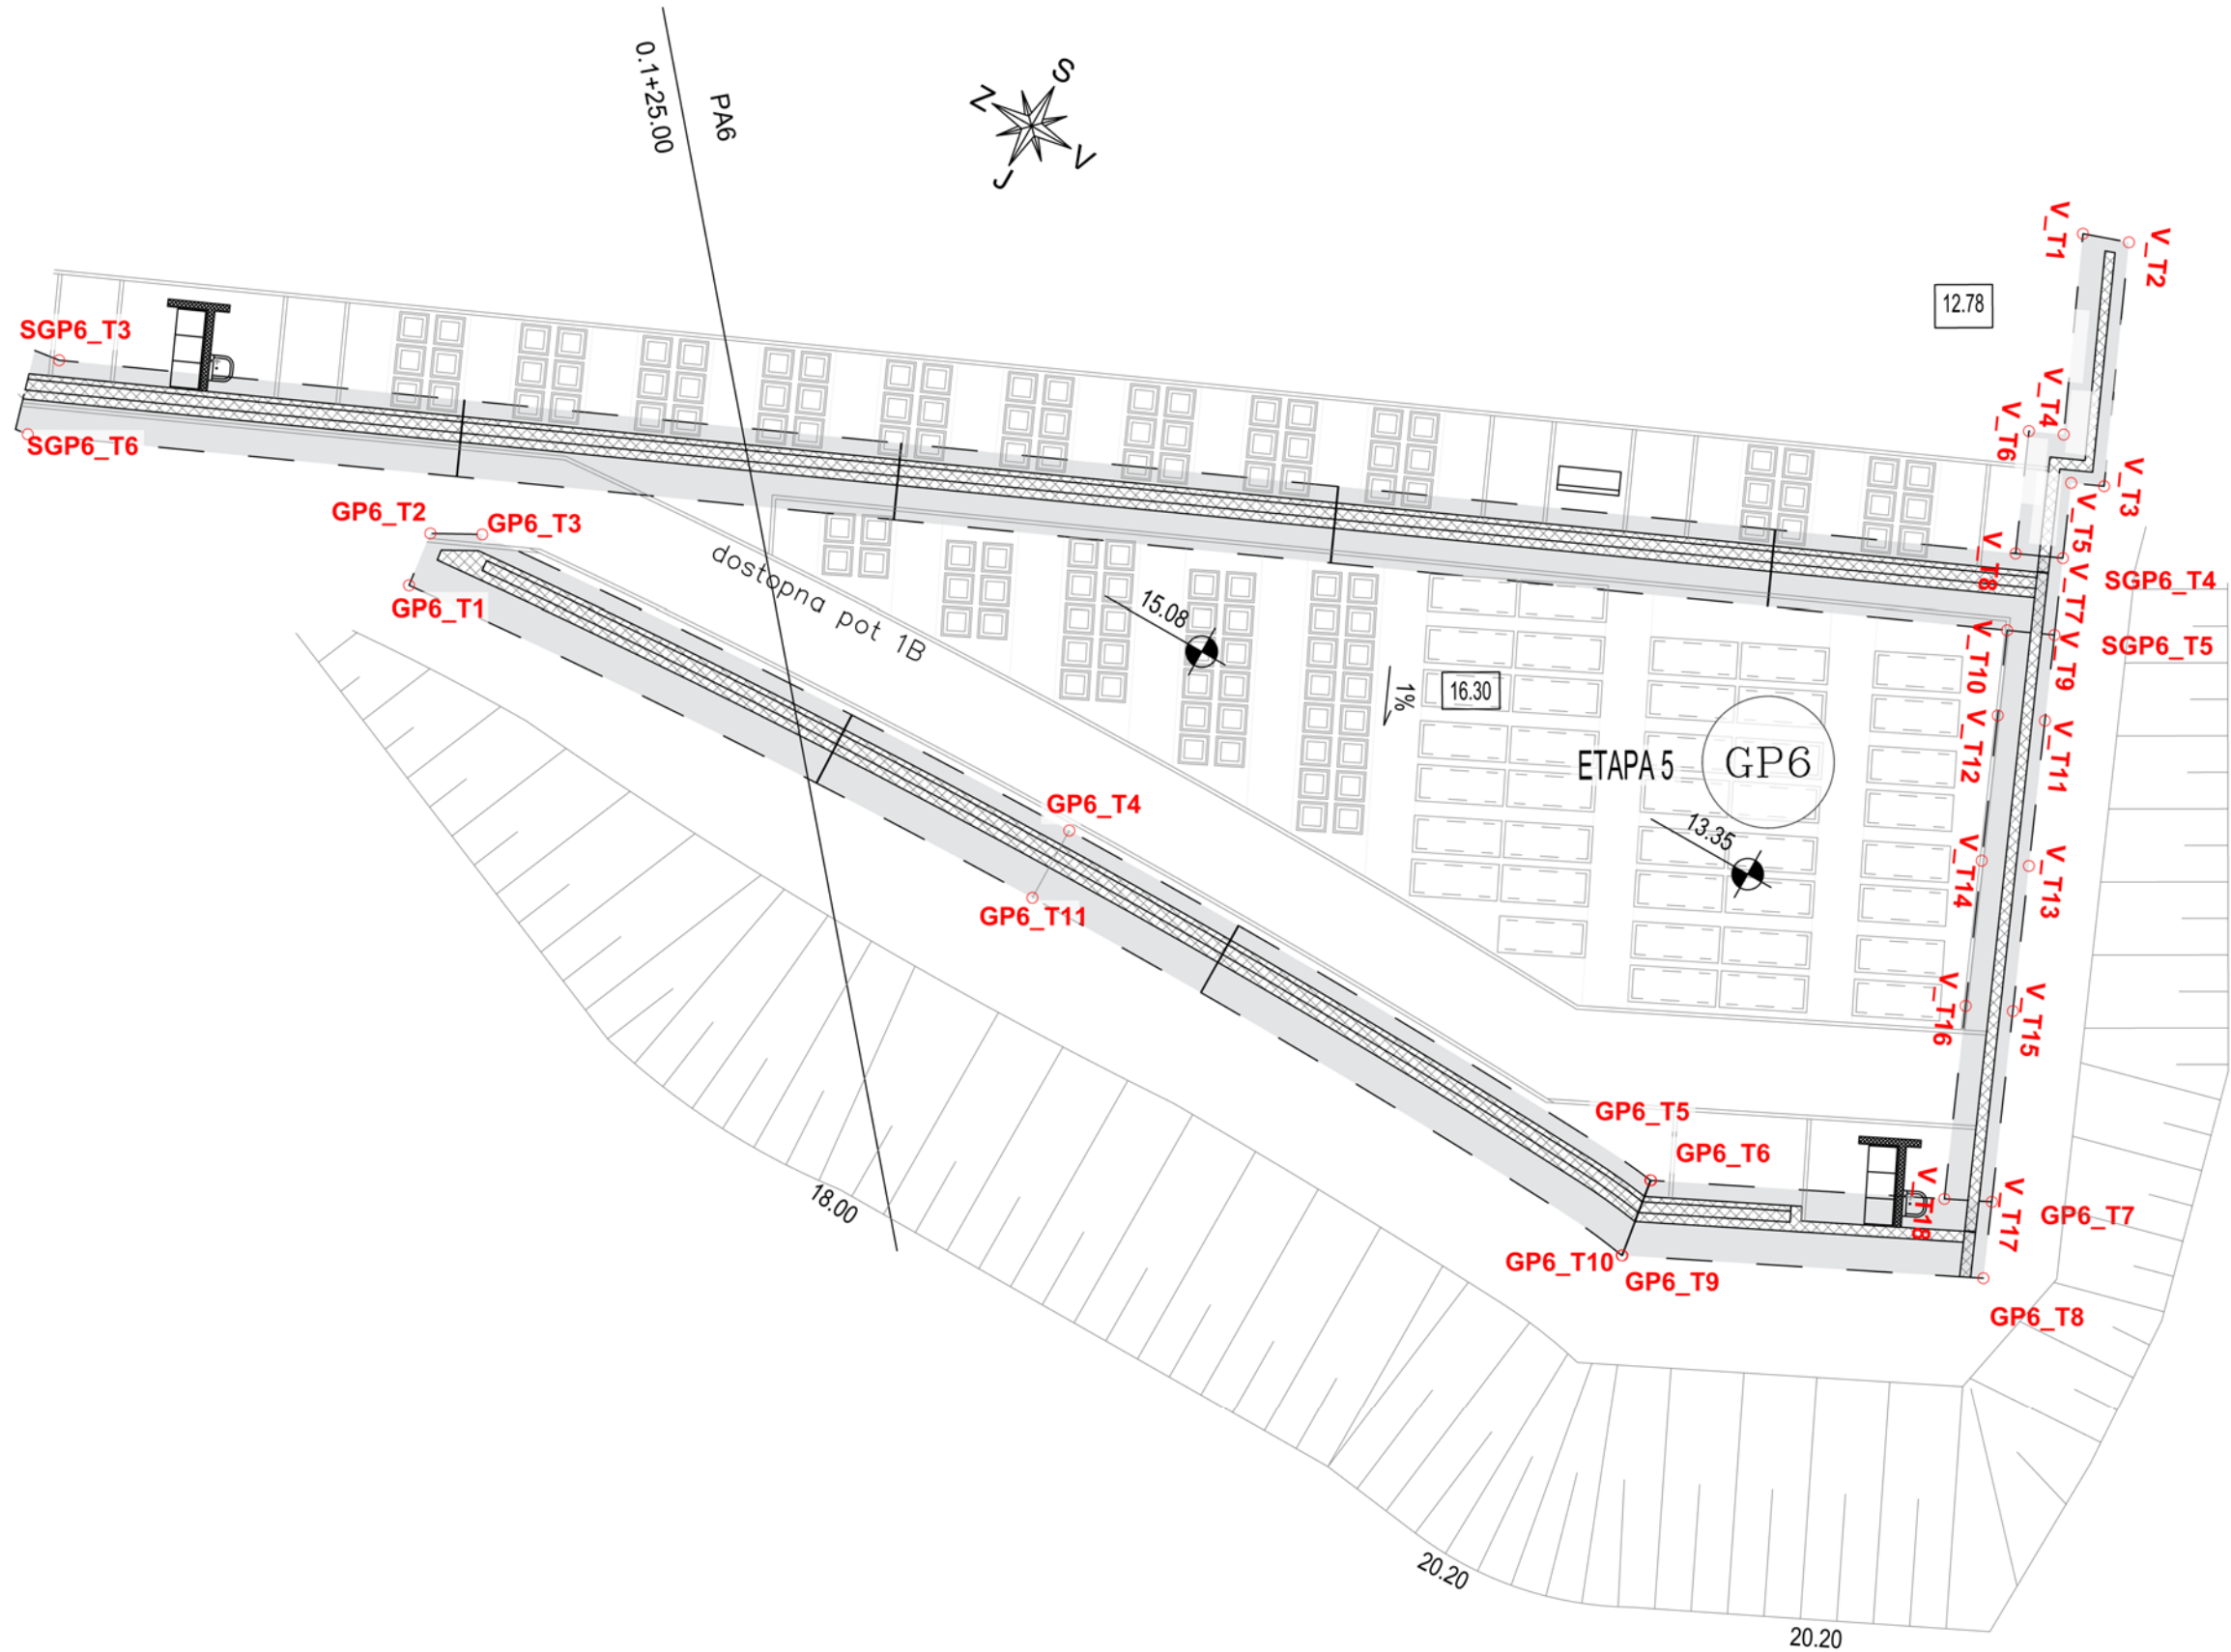 0.1+25.00
PA6
S
Z
V
J
V_T1
V_T2
12.78
SGP6_T3
V_T4
V_T6
SGP6_T6
V_T3
GP6_T2
GP6_T3
V_T5
V_T8
dostopna pot 1B
SGP6_T4
V_T7
GP6_T1
15.08
V_T10
V_T9
SGP6_T5
1%
16.30
V_T12
V_T11
ETAPA 5
GP6
GP6_T4
13.35
V_T14
V_T13
GP6_T11
V_T16
V_T15
GP6_T5
GP6_T6
18.00
V_T18
V_T17
GP6_T7
GP6_T10
GP6_T9
GP6_T8
20.20
20.20